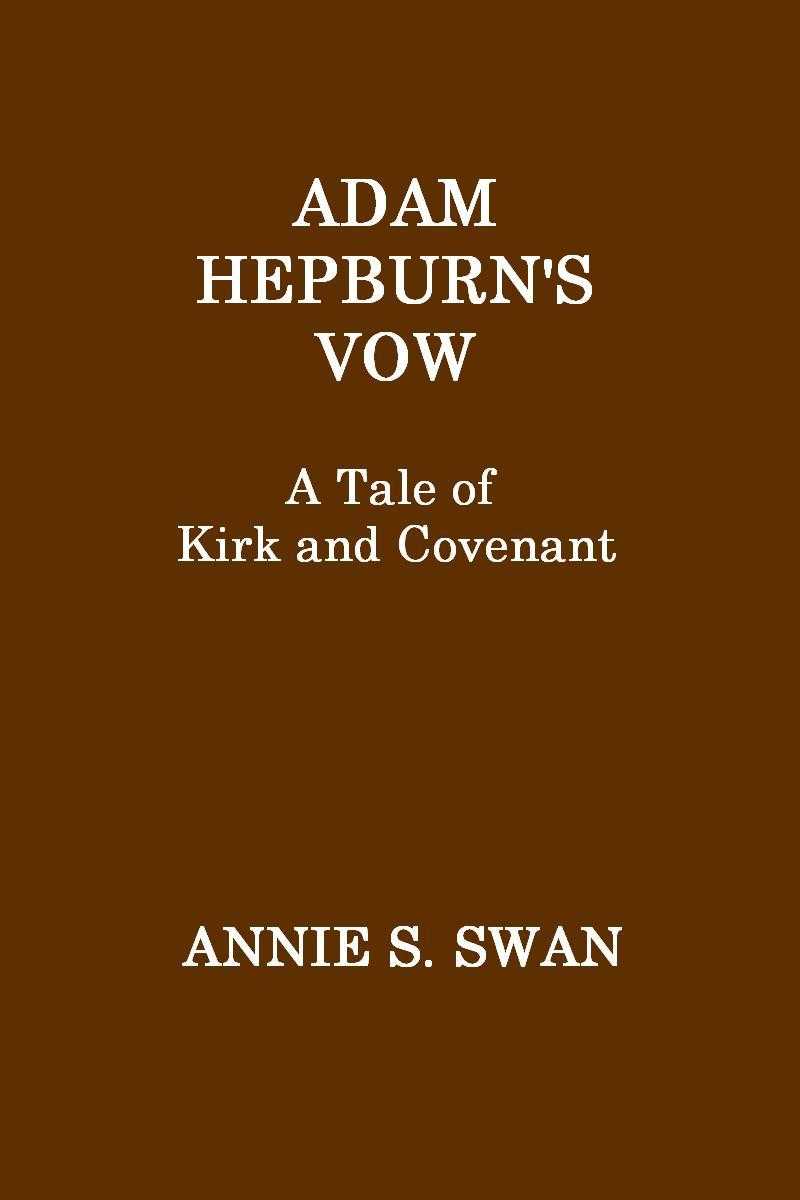 ADAM
HEPBURN'S
VOW
A Tale of
Kirk and Covenant
ANNIE S. SWAN